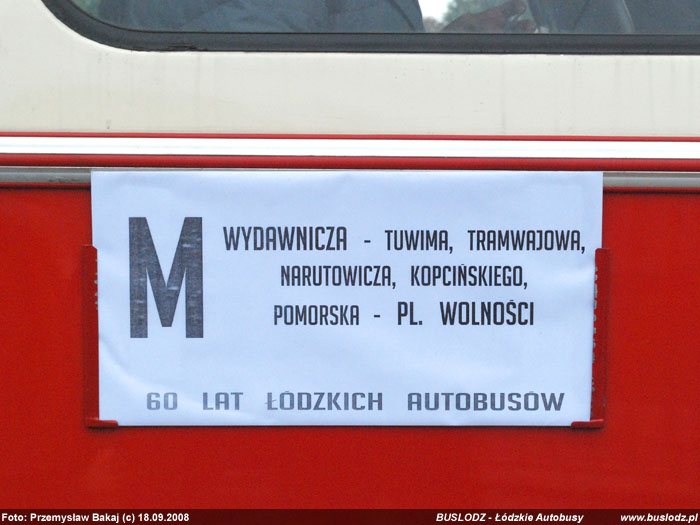 M
WYDAWNICZA - TUWIMA, TRAMWAJOWA,
NARUTOWICZA, KOPCIŃSKIEGO,
POMORSKA - PL. WOLNOŚCI
60 LAT ŁÓDZKICH AUTOBUSÓW
Foto: Przemysław Bakaj (c) 18.09.2008 BUSLODZ - Łódzkie Autobusy www.buslodz.pl